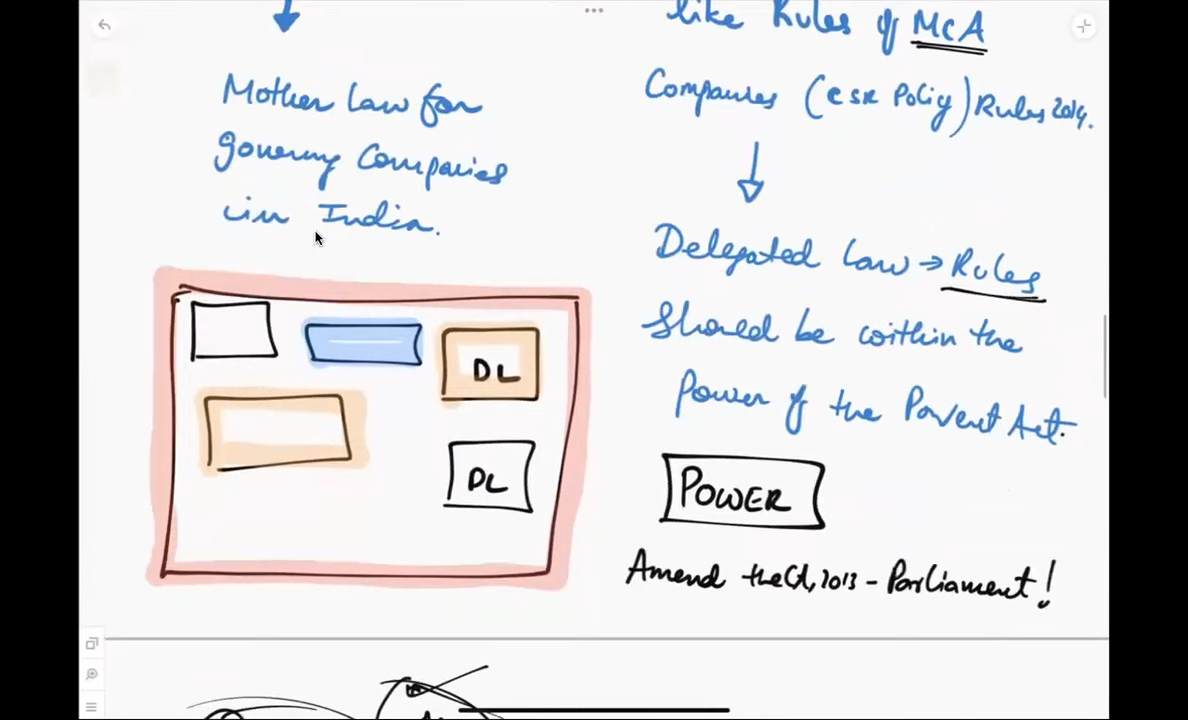 Mother Law for
governing Companies
in India.
DL
DL
like Rules of MCA
Companies (CSR Policy) Rules 2014.
Delegated Law → Rules
Should be within the
Power of the Parent Act.
POWER
Amend the CA, 2013 - Parliament!